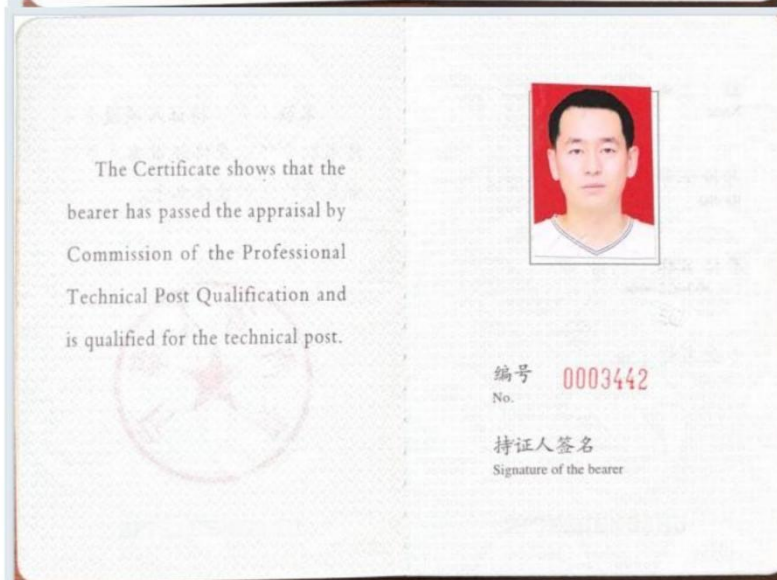 The Certificate shows that the
bearer has passed the appraisal by
Commission of the Professional
Technical Post Qualification and
is qualified for the technical post.
编号 0003442
No.
持证人签名
Signature of the bearer